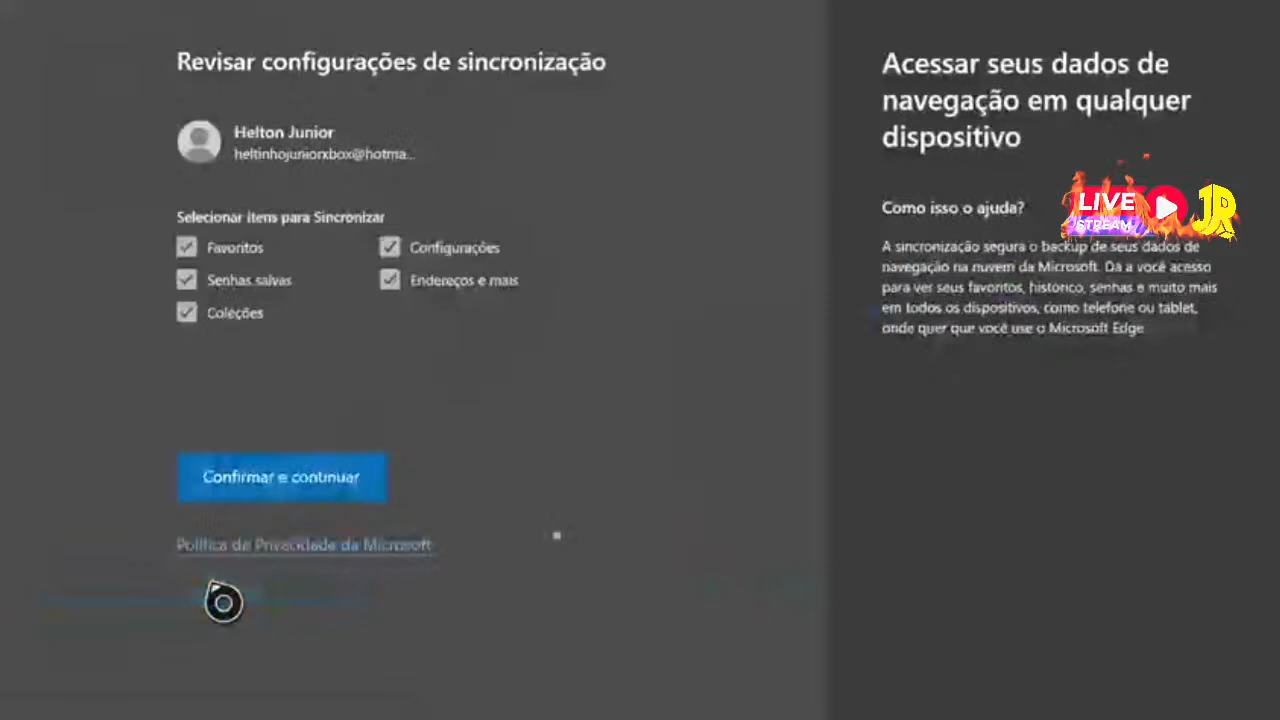 Revisar configurações de sincronização
Helton Junior
heltinhojuniorxbox@hotma...
Selecionar itens para Sincronizar
Favoritos
Configurações
Senhas salvas
Endereços e mais
Coleções
Confirmar e continuar
Política de Privacidade da Microsoft
Acessar seus dados de
navegação em qualquer
dispositivo
LIVE
STREAM
JR
Como isso o ajuda?
A sincronização segura o backup de seus dados de
navegação na nuvem da Microsoft. Dá a você acesso
para ver seus favoritos, histórico, senhas e muito mais
em todos os dispositivos, como telefone ou tablet,
onde quer que você use o Microsoft Edge